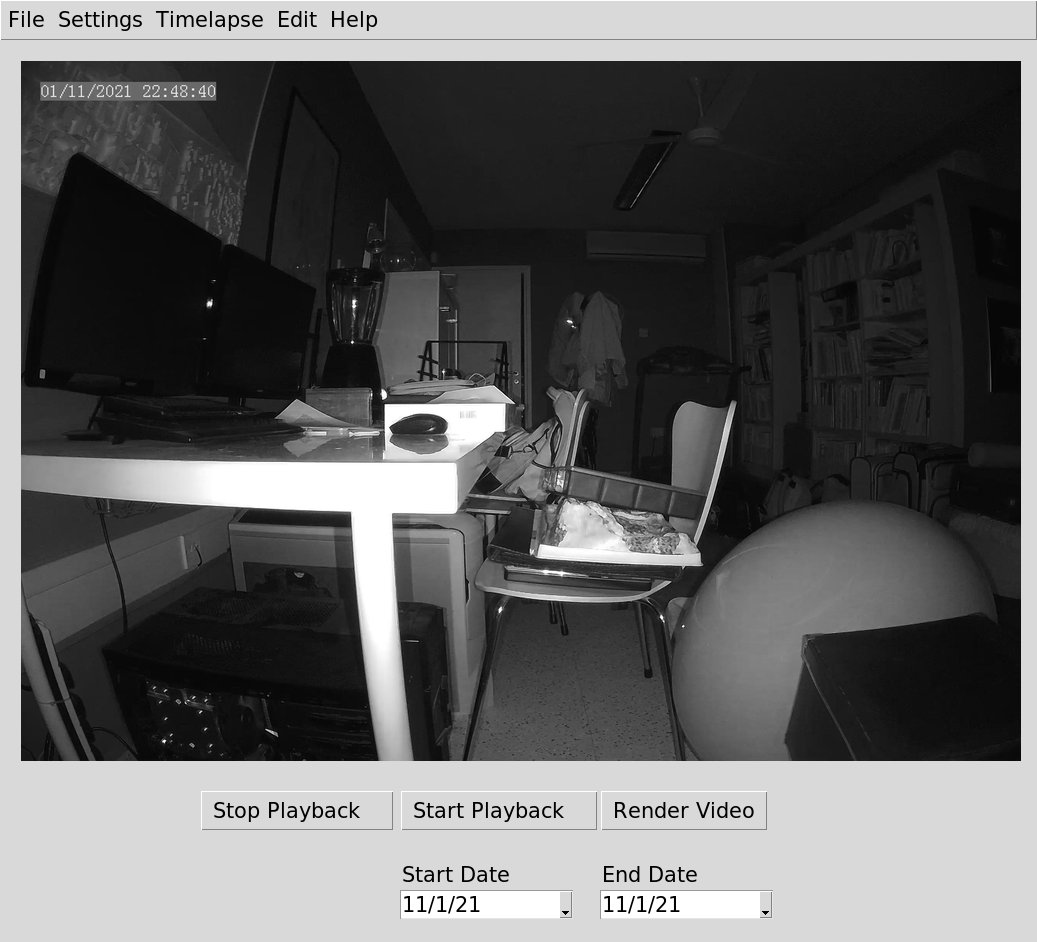 File Settings Timelapse Edit Help
01/11/2021 22:48:40
Stop Playback Start Playback Render Video
Start Date End Date
11/1/21 11/1/21